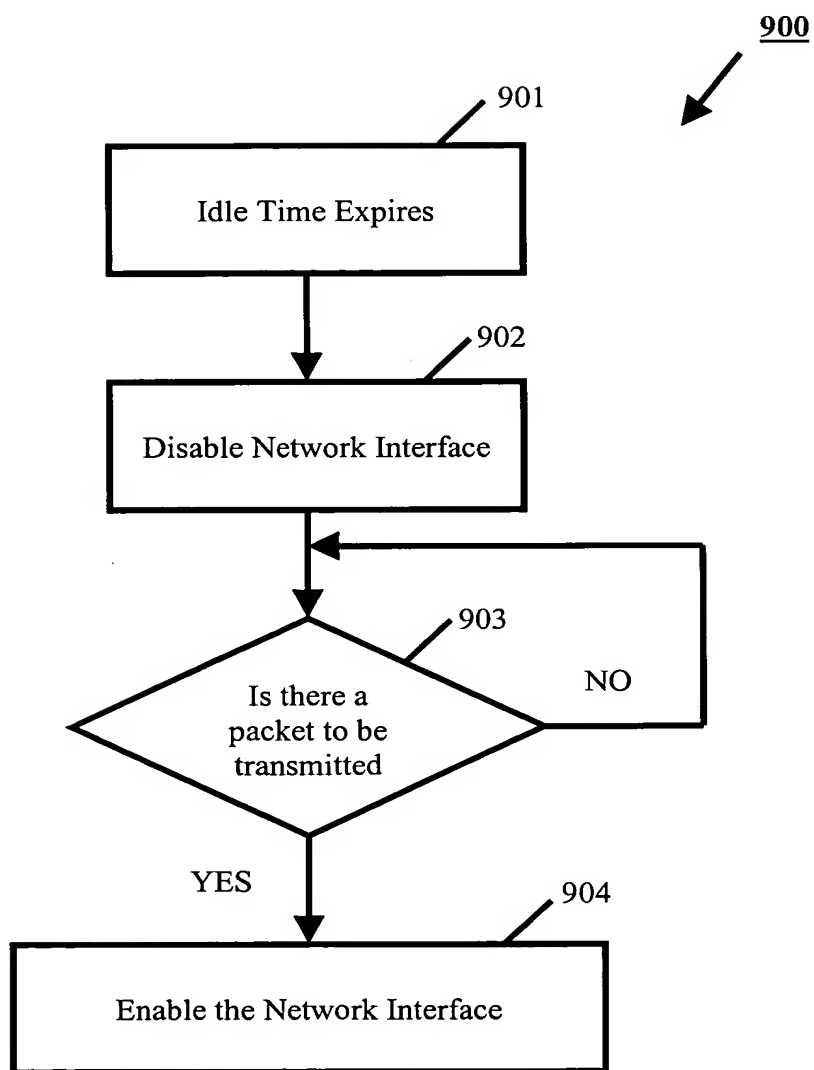 900
901
Idle Time Expires
902
Disable Network Interface
903
Is there a
packet to be
transmitted
NO
YES
904
Enable the Network Interface